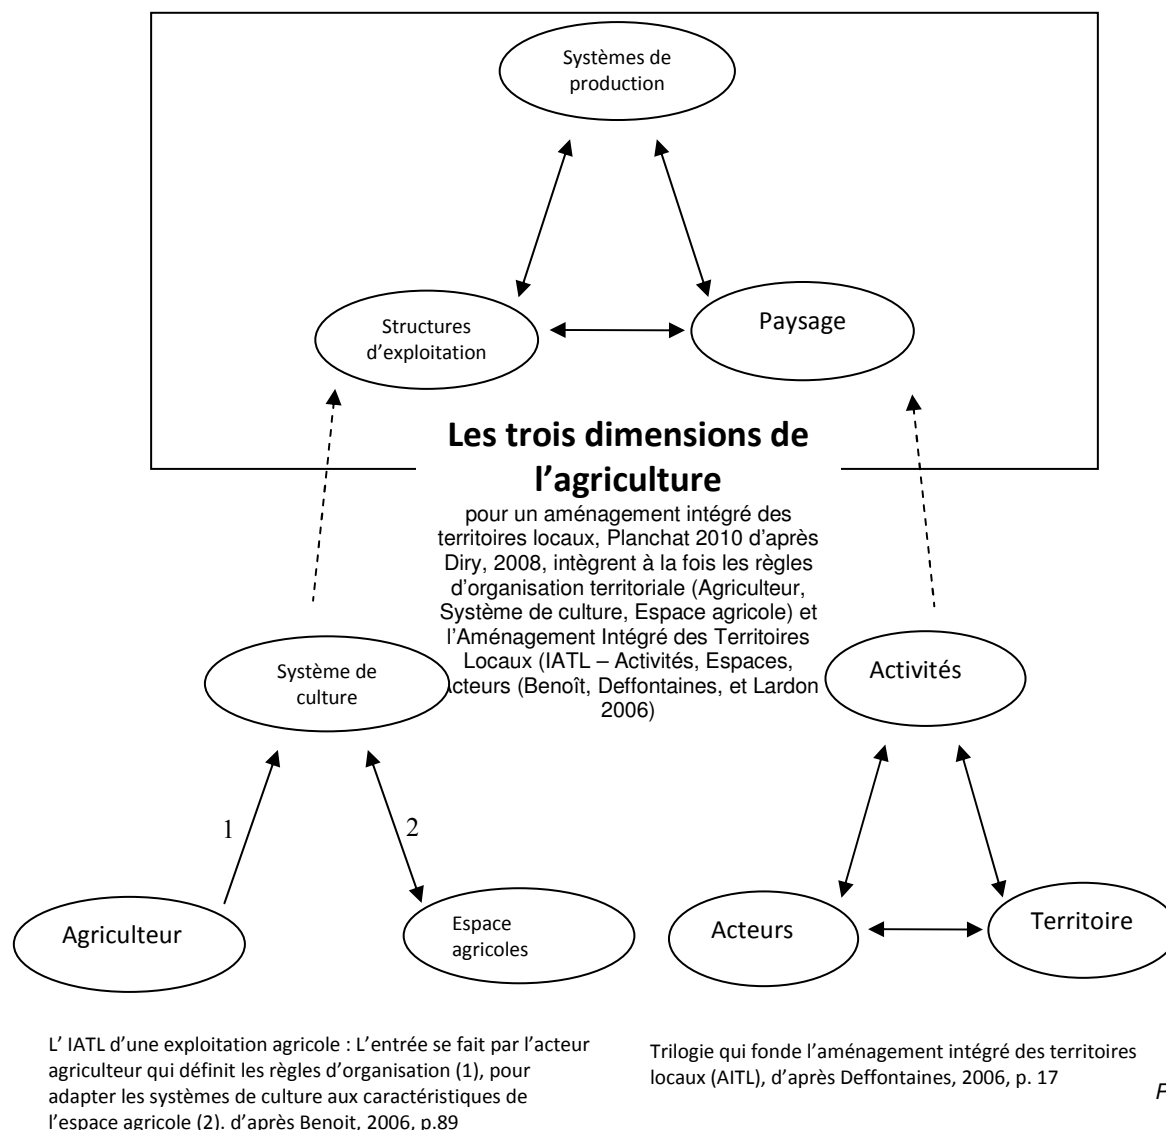 Systèmes de
production
Structures
d’exploitation
Paysage
Les trois dimensions de
l’agriculture
pour un aménagement intégré des
territoires locaux, Planchat 2010 d’après
Diry, 2008, intègrent à la fois les règles
d’organisation territoriale (Agriculteur,
Système de culture, Espace agricole) et
l’Aménagement Intégré des Territoires
Locaux (IATL – Activités, Espaces,
cteurs (Benoît, Deffontaines, et Lardon
2006)
Système de
culture
Activités
1
2
Agriculteur
Espace
agricoles
Acteurs
Territoire
L’ IATL d’une exploitation agricole : L’entrée se fait par l’acteur
agriculteur qui définit les règles d’organisation (1), pour
adapter les systèmes de culture aux caractéristiques de
l’espace agricole (2). d’après Benoit, 2006, p.89
Trilogie qui fonde l’aménagement intégré des territoires
locaux (AITL), d’après Deffontaines, 2006, p. 17
F